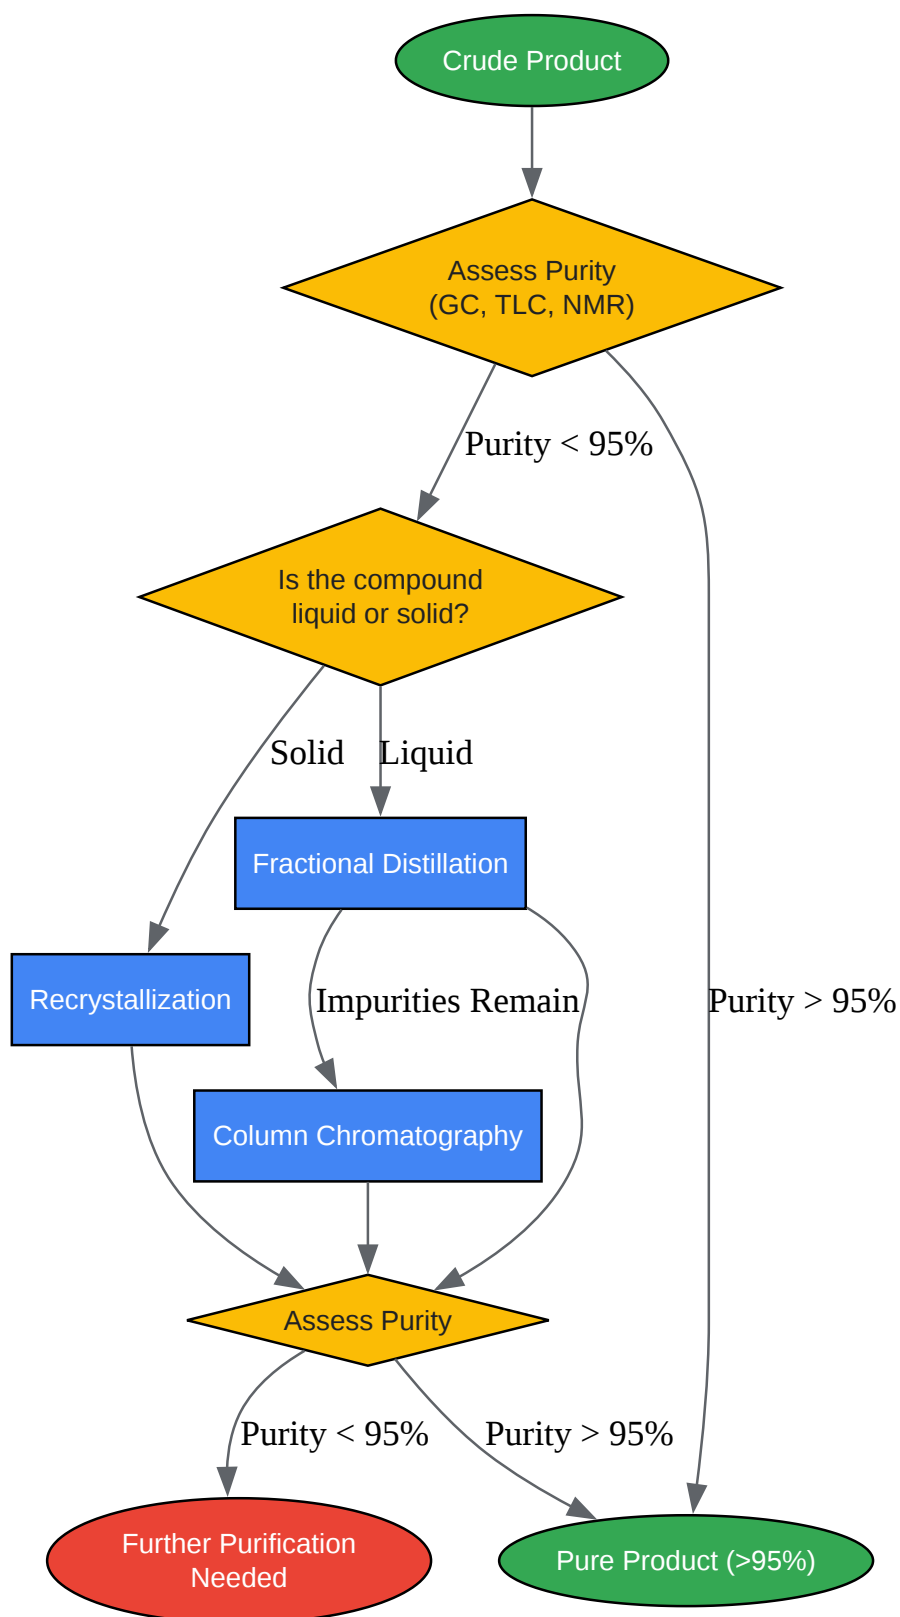 Crude Product
Assess Purity
(GC, TLC, NMR)
Purity < 95%
Is the compound
liquid or solid?
Solid
Liquid
Fractional Distillation
Recrystallization
Impurities Remain
Purity > 95%
Column Chromatography
Assess Purity
Purity < 95%
Purity > 95%
Further Purification
Needed
Pure Product (>95%)